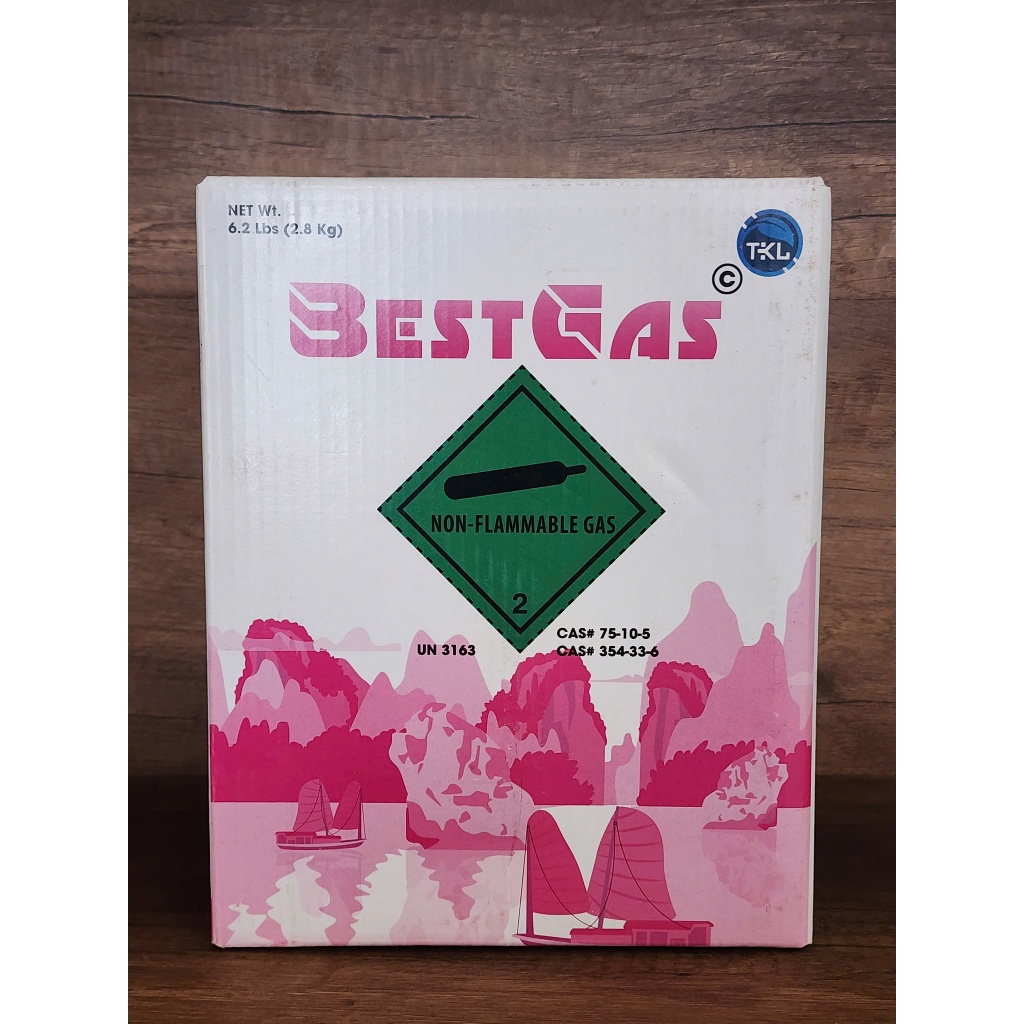 NET Wt.
6.2 Lbs (2.8 Kg)
TKL
©
BESTGAS
NON-FLAMMABLE GAS
2
UN 3163
CAS# 75-10-5
CAS# 354-33-6